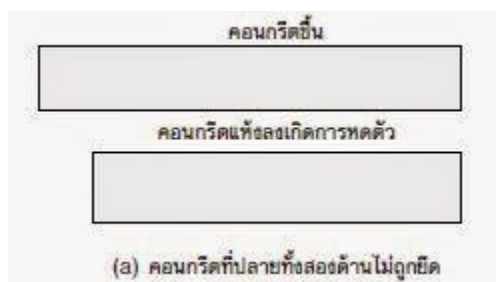 คอนกรีตชื้น
คอนกรีตแห้งลงเกิดการหดตัว
(a) คอนกรีตที่ปลายทั้งสองด้านไม่ถูกยึด